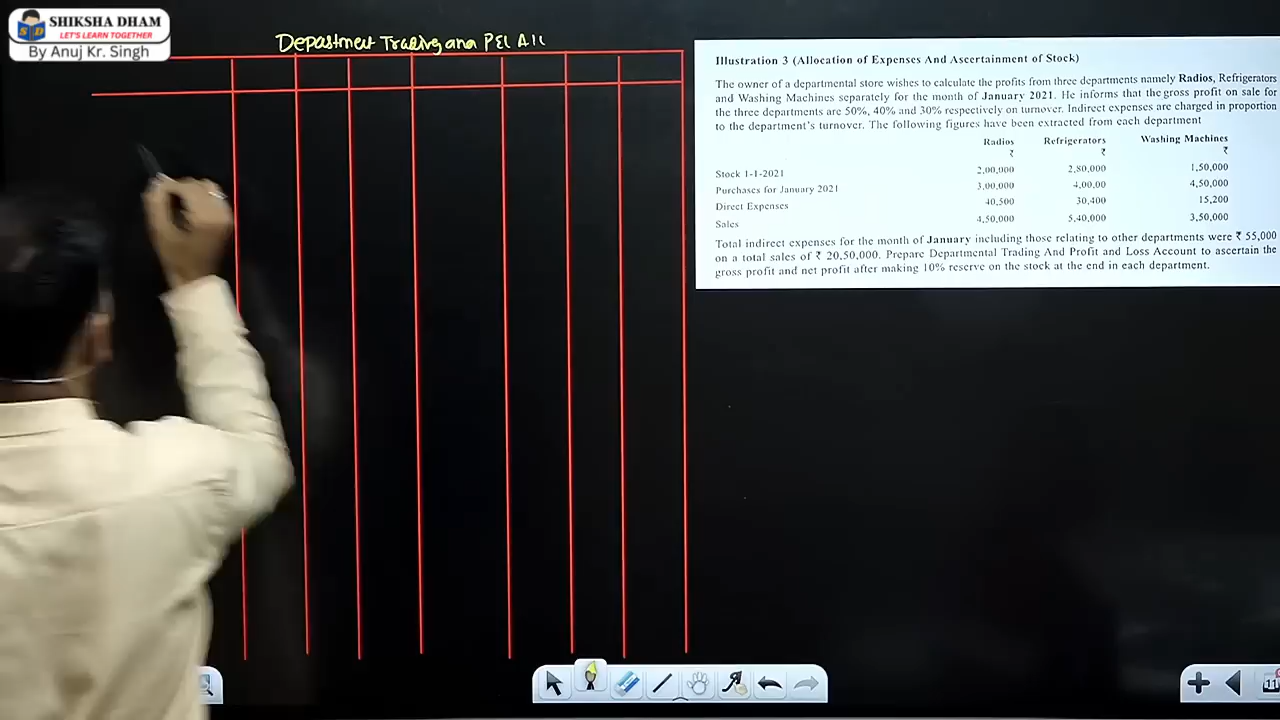 SHIKSHA DHAM
LET'S LEARN TOGETHER
By Anuj Kr. Singh
Department Trading and P&L A/c
Illustration 3 (Allocation of Expenses And Ascertainment of Stock)
The owner of a departmental store wishes to calculate the profits from three departments namely Radios, Refrigerators
and Washing Machines separately for the month of January 2021. He informs that the gross profit on sale for
the three departments are 50%, 40% and 30% respectively on turnover. Indirect expenses are charged in proportion
to the department's turnover. The following figures have been extracted from each department
Radios Refrigerators Washing Machines
₹ ₹ ₹
Stock 1-1-2021 2,00,000 2,80,000 1,50,000
Purchases for January 2021 3,00,000 4,00,00 4,50,000
Direct Expenses 40,500 30,400 15,200
Sales 4,50,000 5,40,000 3,50,000
Total indirect expenses for the month of January including those relating to other departments were ₹ 55,000
on a total sales of ₹ 20,50,000. Prepare Departmental Trading And Profit and Loss Account to ascertain the
gross profit and net profit after making 10% reserve on the stock at the end in each department.